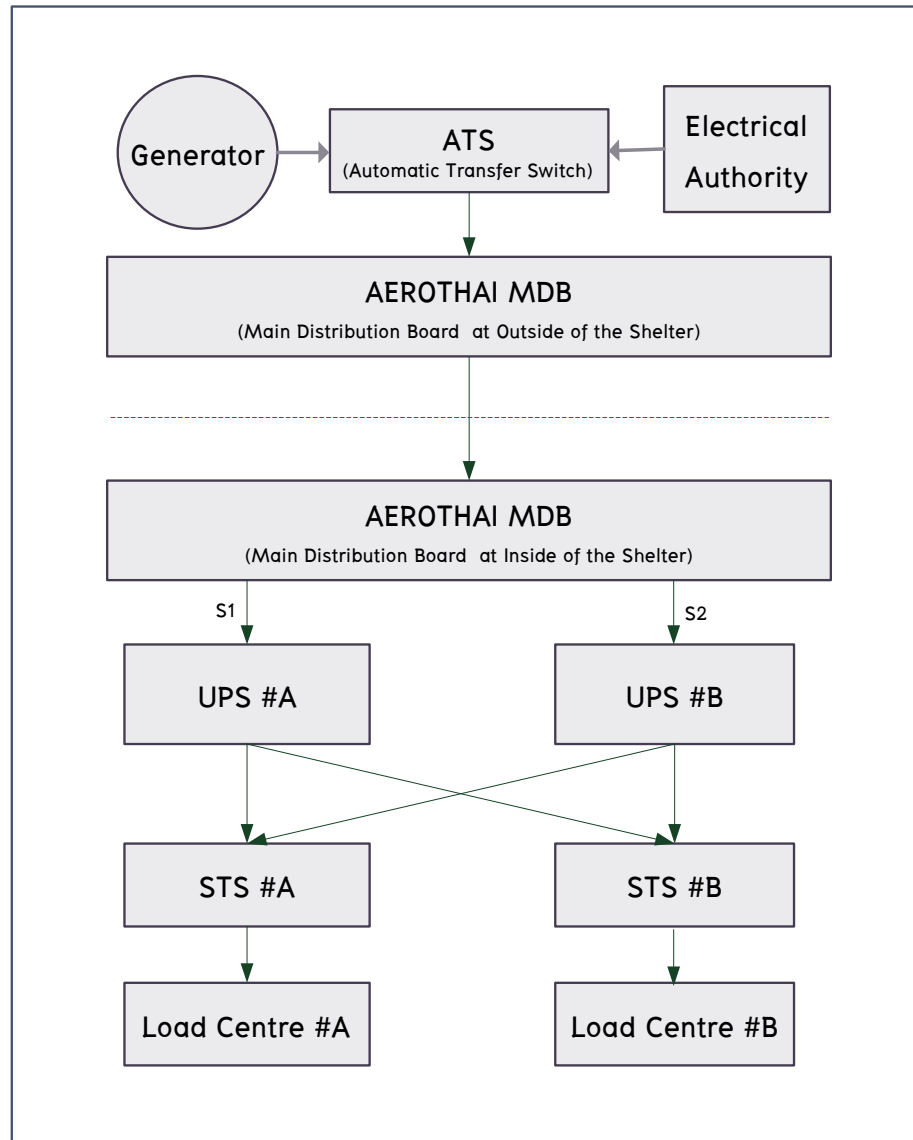 Generator
ATS
(Automatic Transfer Switch)
Electrical
Authority
AEROTHAI MDB
(Main Distribution Board at Outside of the Shelter)
AEROTHAI MDB
(Main Distribution Board at Inside of the Shelter)
S1
S2
UPS #A
UPS #B
STS #A
STS #B
Load Centre #A
Load Centre #B